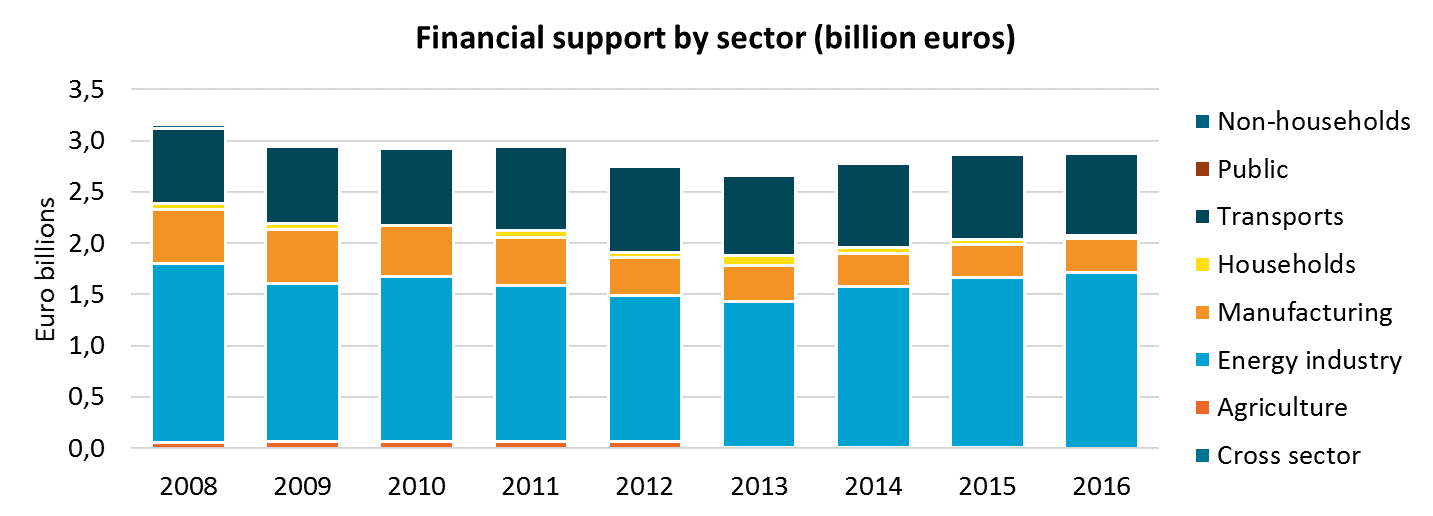 Financial support by sector (billion euros)
Euro billions
3,5
3,0
2,5
2,0
1,5
1,0
0,5
0,0
2008 2009 2010 2011 2012 2013 2014 2015 2016
Non-households
Public
Transports
Households
Manufacturing
Energy industry
Agriculture
Cross sector